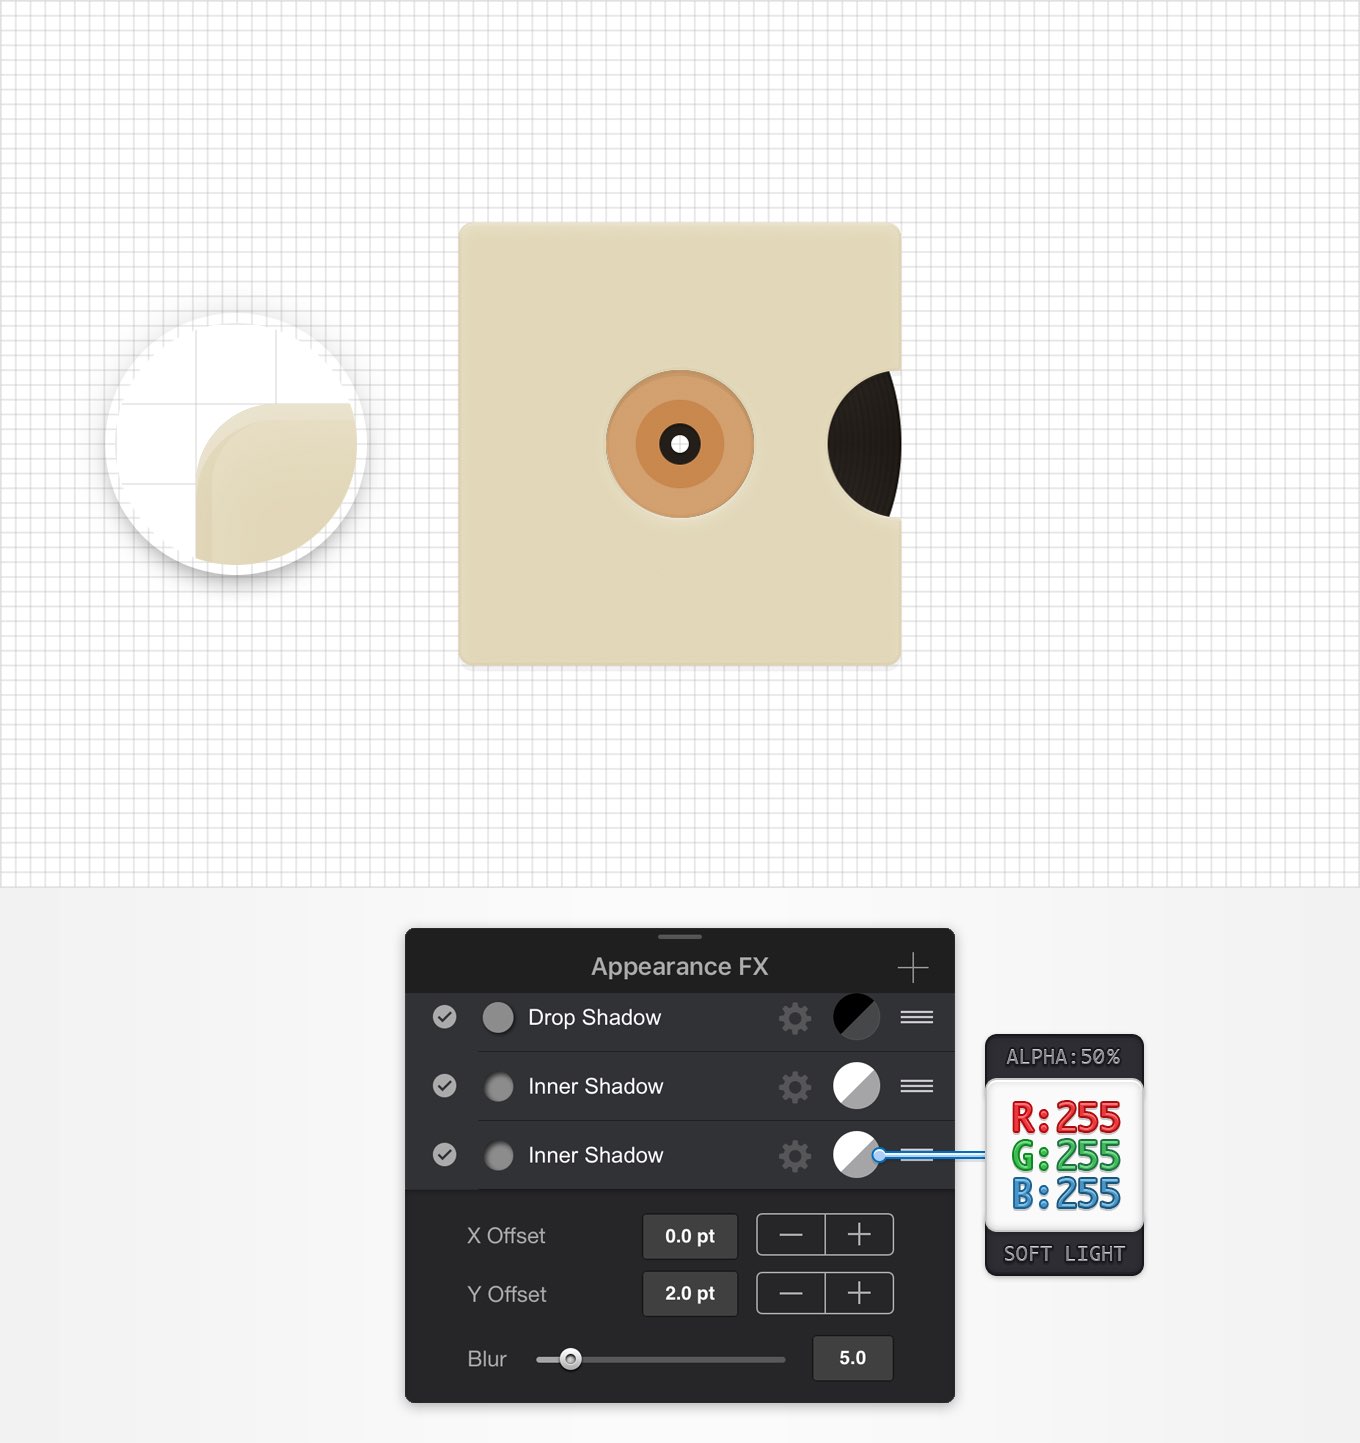 Appearance FX
Drop Shadow
Inner Shadow
Inner Shadow
X Offset 0.0 pt
Y Offset 2.0 pt
Blur 5.0
ALPHA:50%
R:255
G:255
B:255
SOFT LIGHT